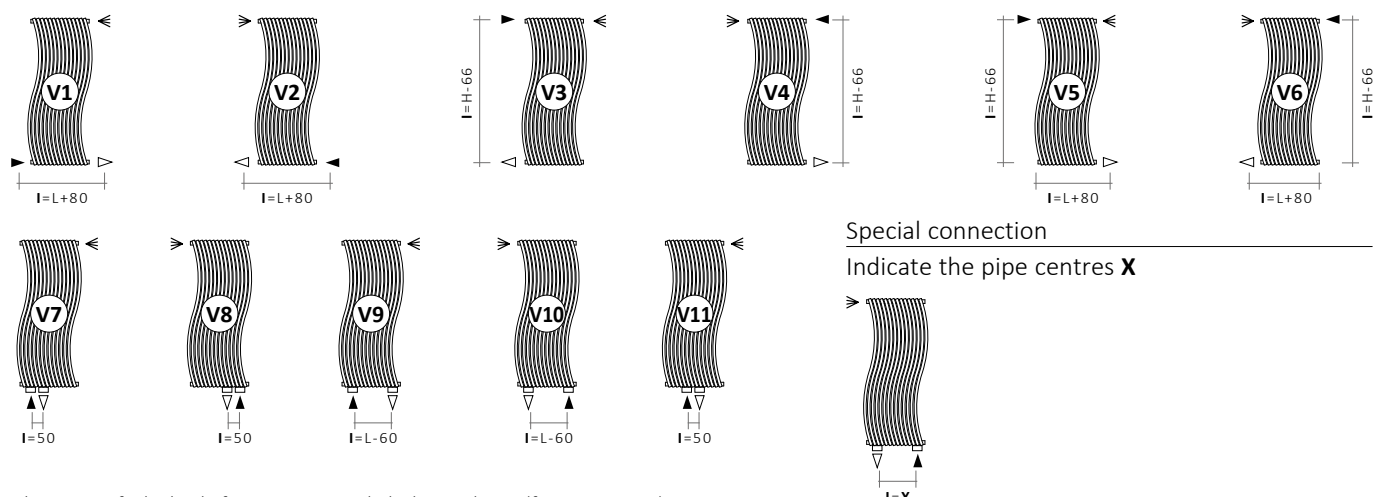 V1
V2
V3
V4
V5
V6
I=H-66
I=H-66
I=H-66
I=H-66
I=L+80
I=L+80
I=L+80
I=L+80
Special connection
Indicate the pipe centres X
V7
V8
V9
V10
V11
I=50
I=50
I=L-60
I=L-60
I=50
I=X